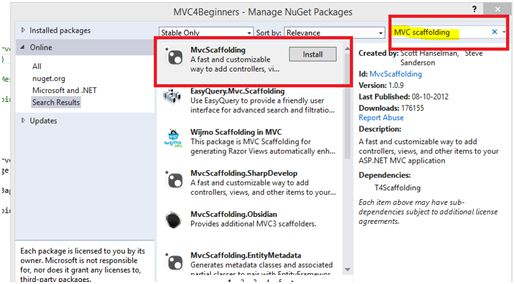 MVC4Beginners - Manage NuGet Packages
Installed packages
Online
All
nuget.org
Microsoft and .NET
Search Results
Updates
Each package is licensed to you by its
owner. Microsoft is not responsible
for, nor does it grant any licenses to,
third-party packages.
Stable Only
Sort by: Relevance
MvcScaffolding
A fast and customizable
way to add controllers, vi...
Install
EasyQuery.Mvc.Scaffolding
Use EasyQuery to provide a friendly user
interface for advanced search and filtratio...
Wijmo Scaffolding in MVC
This package is MVC Scaffolding for
generating Razor Views automatically enh...
MvcScaffolding.SharpDevelop
A fast and customizable way to add
controllers, views, and other items to your...
MvcScaffolding.Obsidian
Provides additional MVC3 scaffolders.
MvcScaffolding.EntityMetadata
Generates metadata classes and associated
partial classes to pair with EntityFramew...
MVC scaffolding
Created by: Scott Hanselman, Steve
Sanderson
Id: MvcScaffolding
Version: 1.0.9
Last Published: 08-10-2012
Downloads: 176155
Report Abuse
Description:
A fast and customizable way to add
controllers, views, and other items to your
ASP.NET MVC application
Dependencies:
T4Scaffolding
Each item above may have sub-
dependencies subject to additional license
agreements.